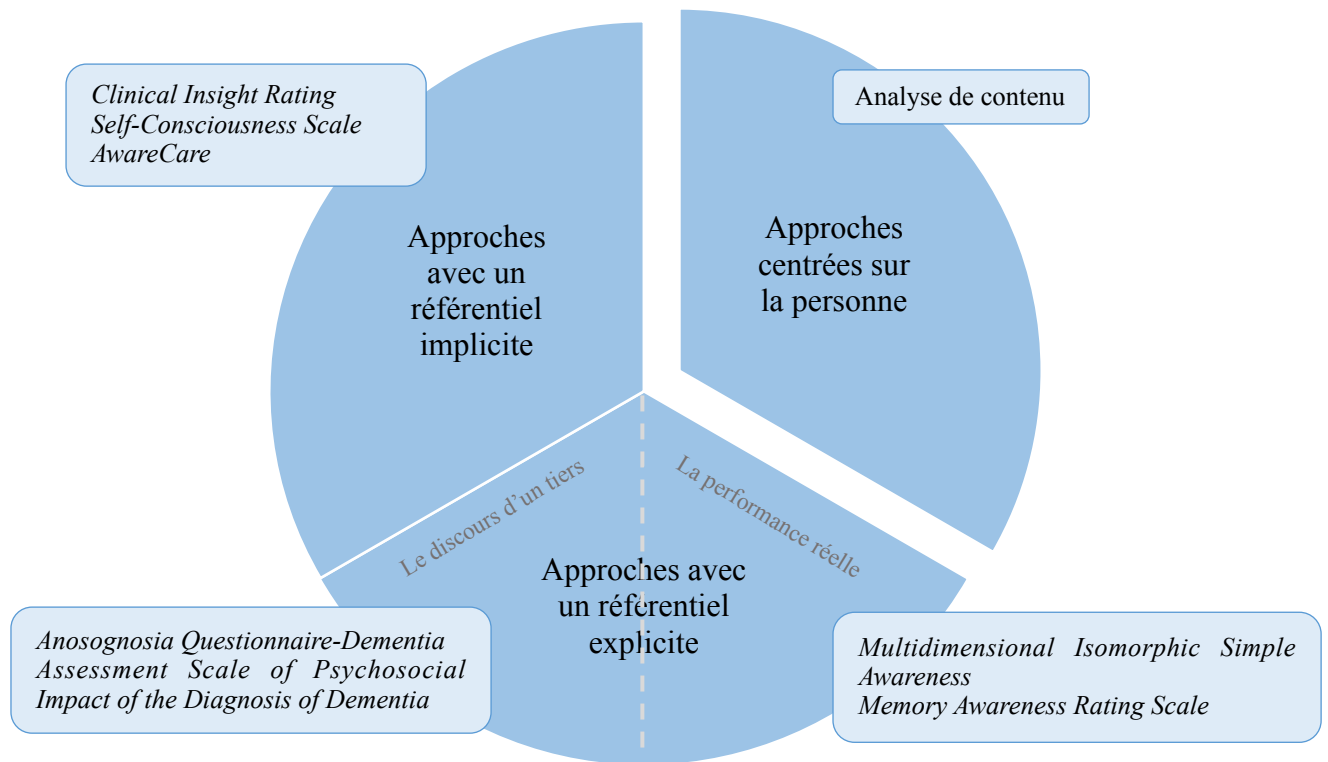 Clinical Insight Rating
Self-Consciousness Scale
AwareCare
Analyse de contenu
Approches
avec un
référentiel
implicite
Approches
centrées sur
la personne
Le discours d’un tiers
La performance réelle
Approches avec
un référentiel
explicite
Anosognosia Questionnaire-Dementia
Assessment Scale of Psychosocial
Impact of the Diagnosis of Dementia
Multidimensional Isomorphic Simple
Awareness
Memory Awareness Rating Scale